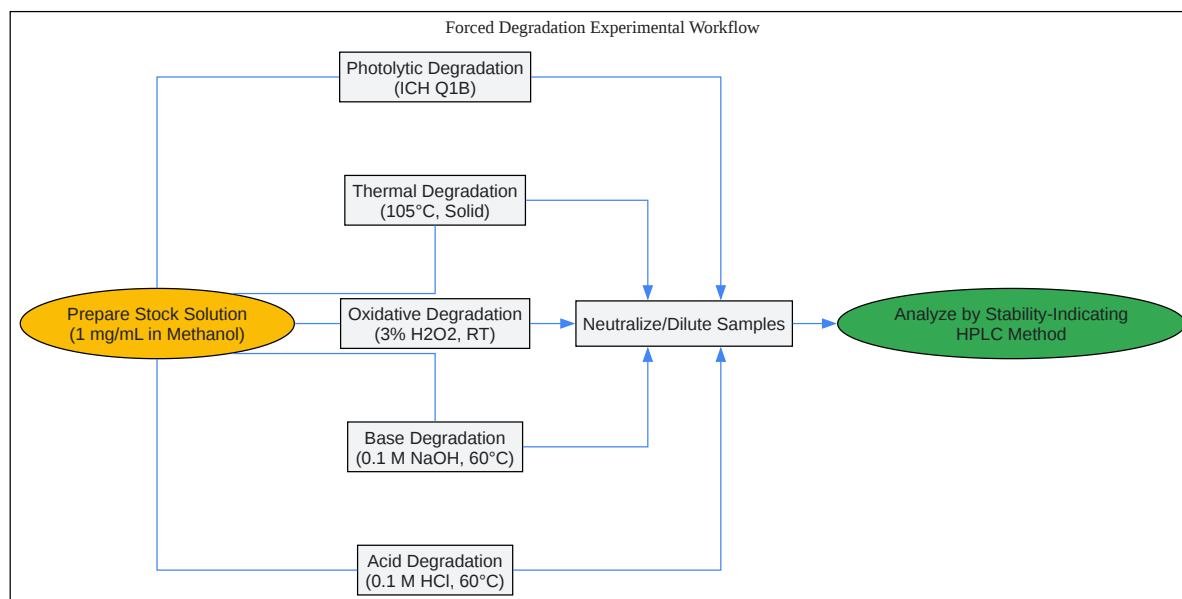 Forced Degradation Experimental Workflow
Photolytic Degradation
(ICH Q1B)
Thermal Degradation
(105°C, Solid)
Prepare Stock Solution
(1 mg/mL in Methanol)
Oxidative Degradation
(3% H2O2, RT)
Neutralize/Dilute Samples
Analyze by Stability-Indicating
HPLC Method
Base Degradation
(0.1 M NaOH, 60°C)
Acid Degradation
(0.1 M HCl, 60°C)